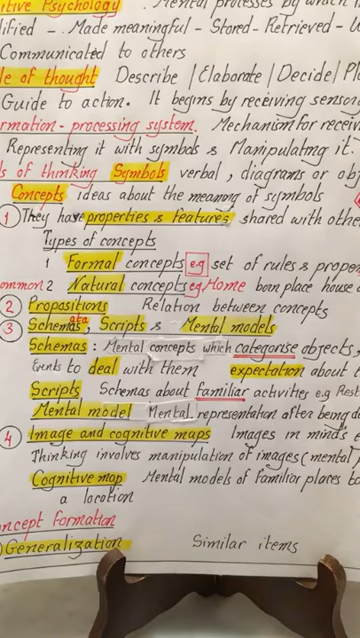 itive Psychology . Mental processes by which i
lified - Made meaningful - Stored - Retrieved - U
Communicated to others
le of thought Describe | Elaborate | Decide | Pl
Guide to action. It begins by receiving sensor
rmation-processing system. Mechanism for recei
Representing it with symbols & Manipulating it.
s of thinking Symbols verbal, diagrams or obj
Concepts ideas about the meaning of symbols
1 They have properties & features shared with othe
Types of concepts
1 Formal concepts e.g set of rules & proper
ommon 2 Natural concepts eg. Home place house
2 Propositions Relation between concepts
3 Schemas, ata Scripts & Mental models
Schemas : Mental concepts which categorise objects,
Events to deal with them expectation about t
Scripts Schemas about familiar activities e.g Rest
Mental model Mental representation after being de
4 Image and cognitive maps Images in mind's e
Thinking involves manipulation of images (mental)
Cognitive map Mental models of familiar places to
a location
ncept formation
Generalization Similar items